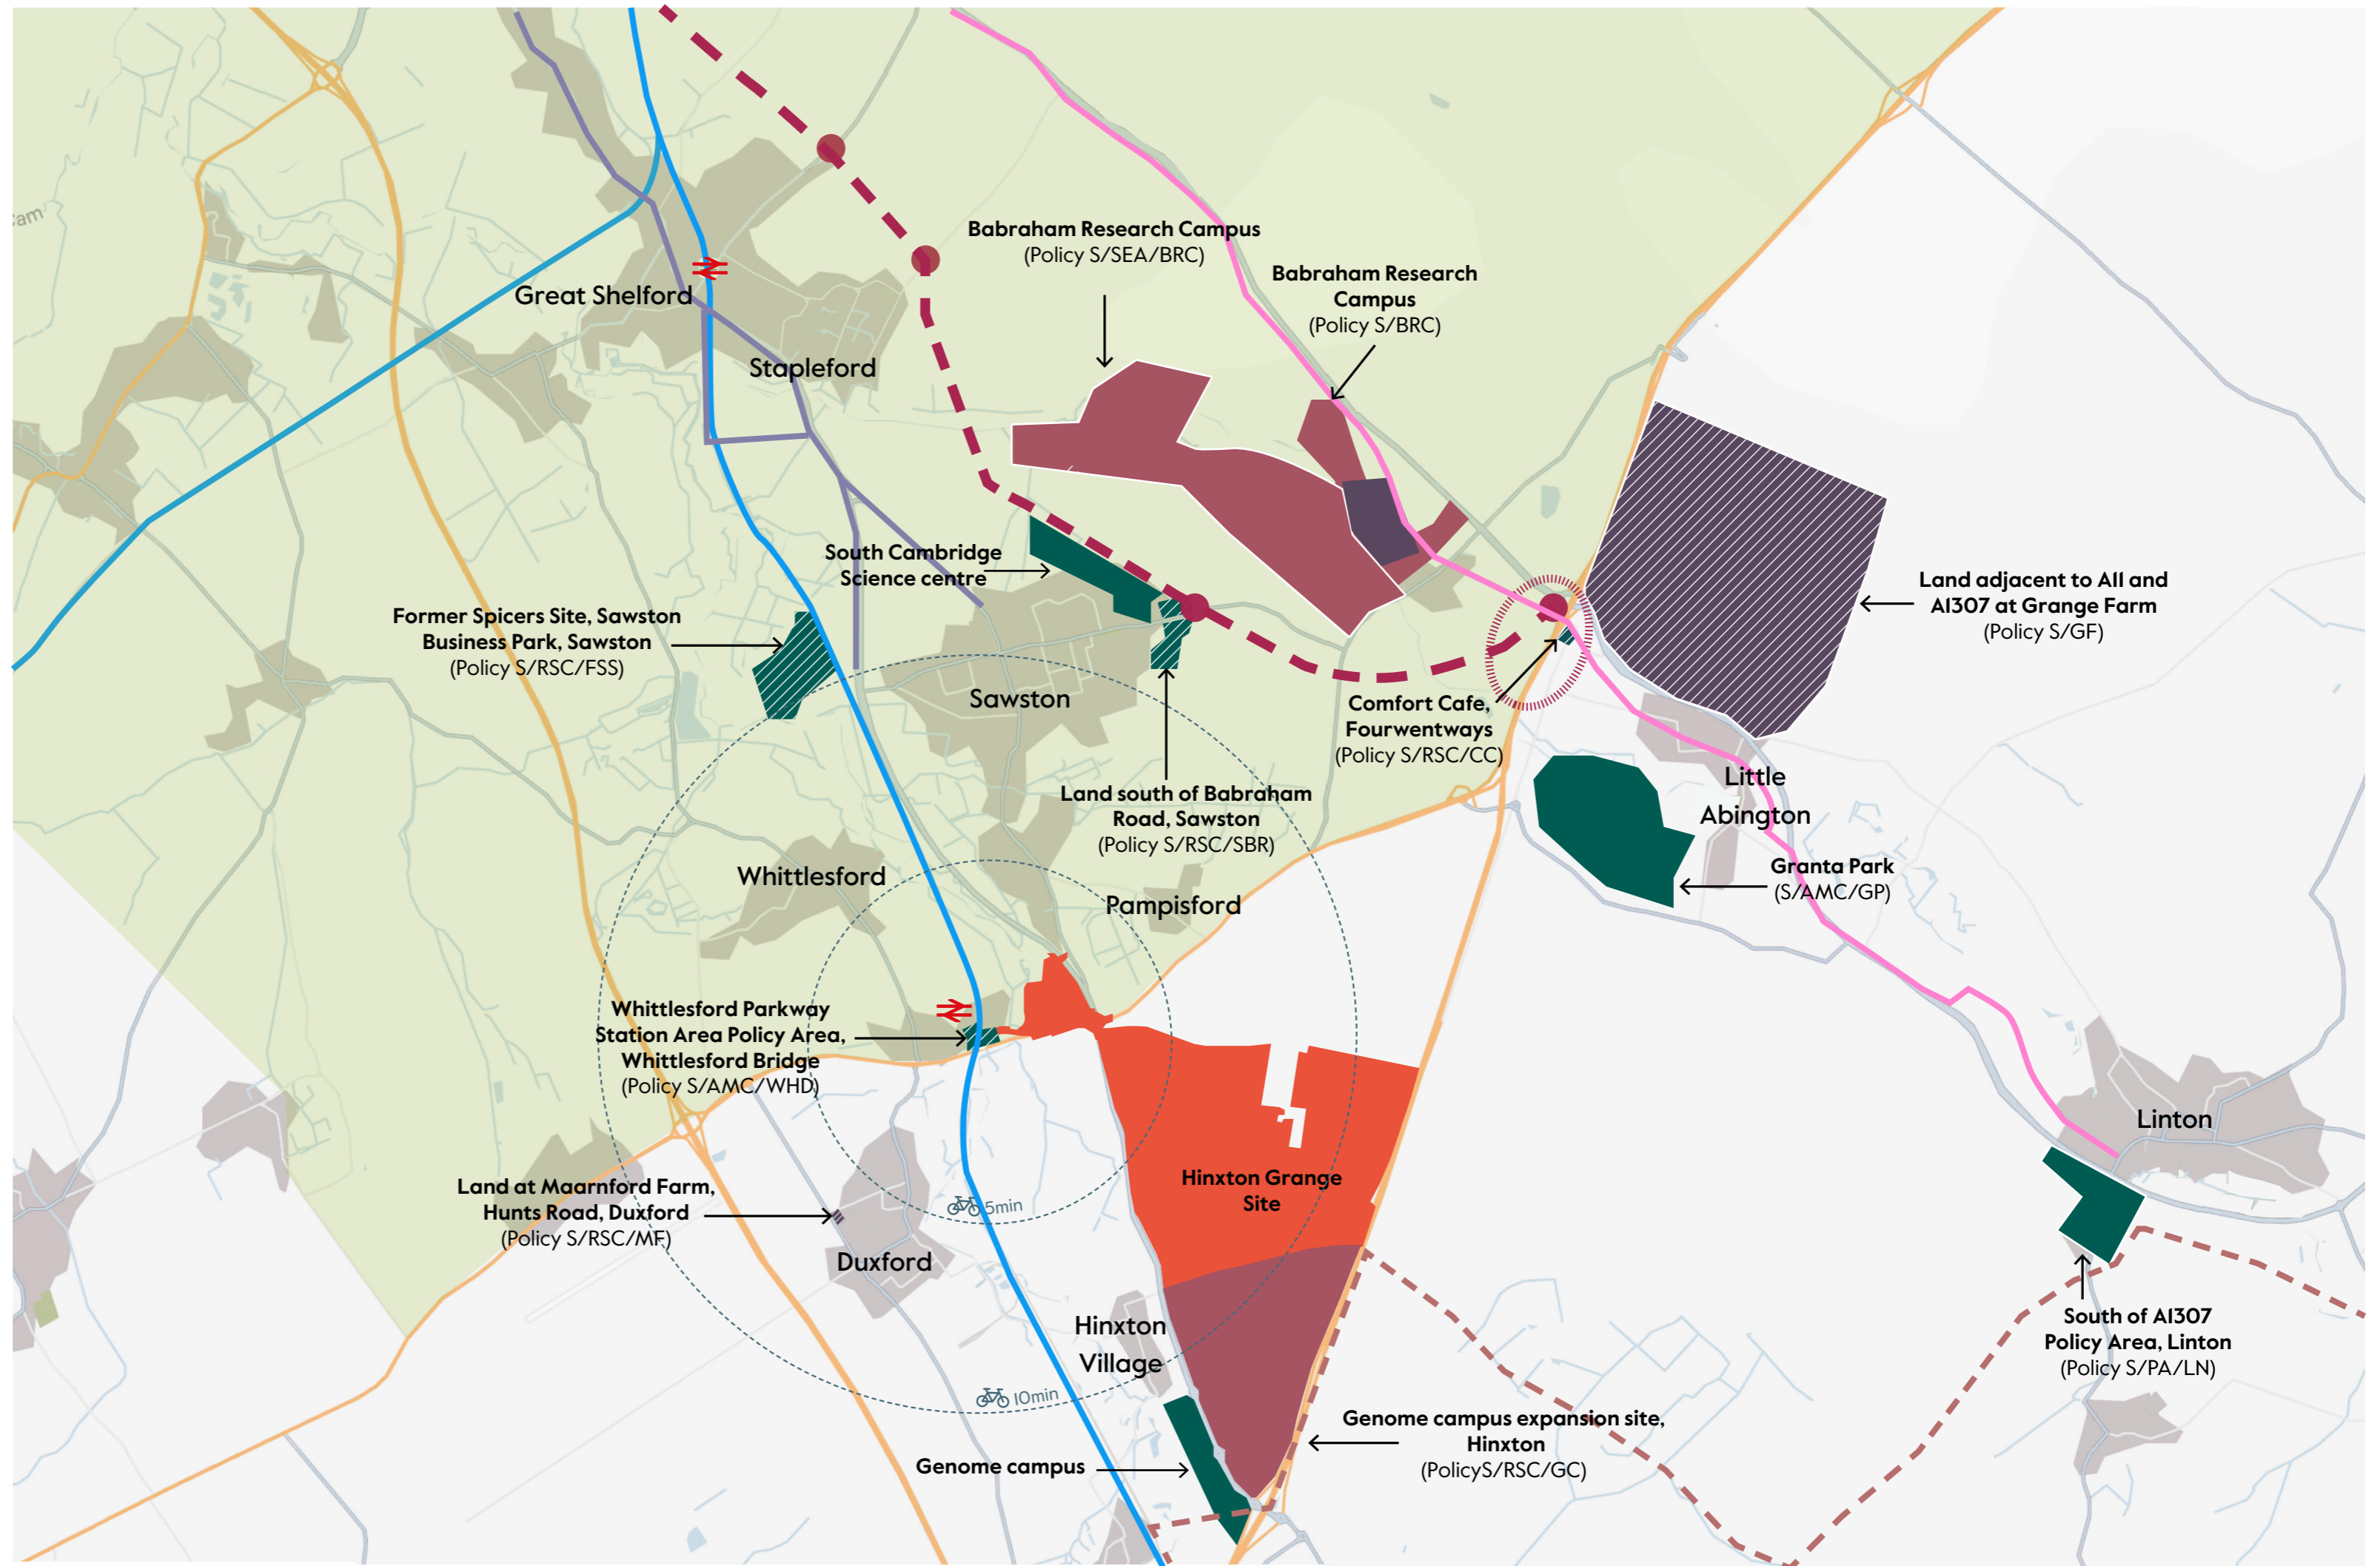 am
Babraham Research Campus
(Policy S/SEA/BRC)
Babraham Research
Campus
(Policy S/BRC)
Great Shelford
Stapleford
South Cambridge
Science centre
Former Spicers Site, Sawston
Business Park, Sawston
(Policy S/RSC/FSS)
Land adjacent to A11 and
A1307 at Grange Farm
(Policy S/GF)
Sawston
Comfort Cafe,
Fourwentways
(Policy S/RSC/CC)
Land south of Babraham
Road, Sawston
(Policy S/RSC/SBR)
Little
Abington
Granta Park
(S/AMC/GP)
Whittlesford
Pampisford
Whittlesford Parkway
Station Area Policy Area,
Whittlesford Bridge
(Policy S/AMC/WHD)
Linton
Hinxton Grange
Site
Land at Maarnford Farm,
Hunts Road, Duxford
(Policy S/RSC/MF)
5min
Duxford
Hinxton
Village
South of A1307
Policy Area, Linton
(Policy S/PA/LN)
10min
Genome campus expansion site,
Hinxton
(PolicyS/RSC/GC)
Genome campus